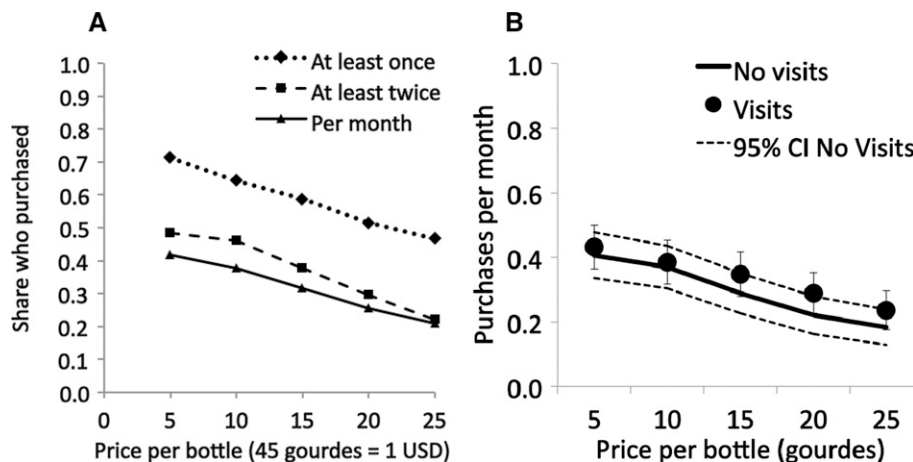 A
At least once
At least twice
Per month
1.0
0.9
0.8
0.7
0.6
0.5
0.4
0.3
0.2
0.1
0.0
Share who purchased
0 5 10 15 20 25
Price per bottle (45 gourdes = 1 USD)
B
No visits
Visits
95% CI No Visits
1.0
0.8
0.6
0.4
0.2
0.0
Purchases per month
5 10 15 20 25
Price per bottle (gourdes)